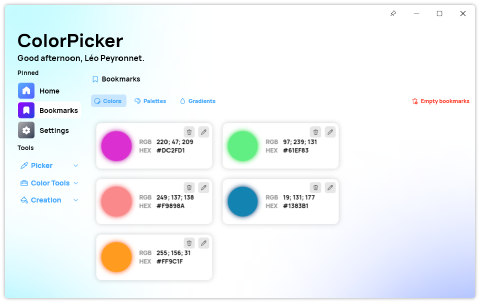 ColorPicker
Good afternoon, Léo Peyronnet.
Pinned
Home
Bookmarks
Settings
Tools
Picker
Color Tools
Creation
Bookmarks
Colors
Palettes
Gradients
Empty bookmarks
RGB 220; 47; 209
HEX #DC2FD1
RGB 97; 239; 131
HEX #61EF83
RGB 249; 137; 138
HEX #F9898A
RGB 19; 131; 177
HEX #1383B1
RGB 255; 156; 31
HEX #FF9C1F